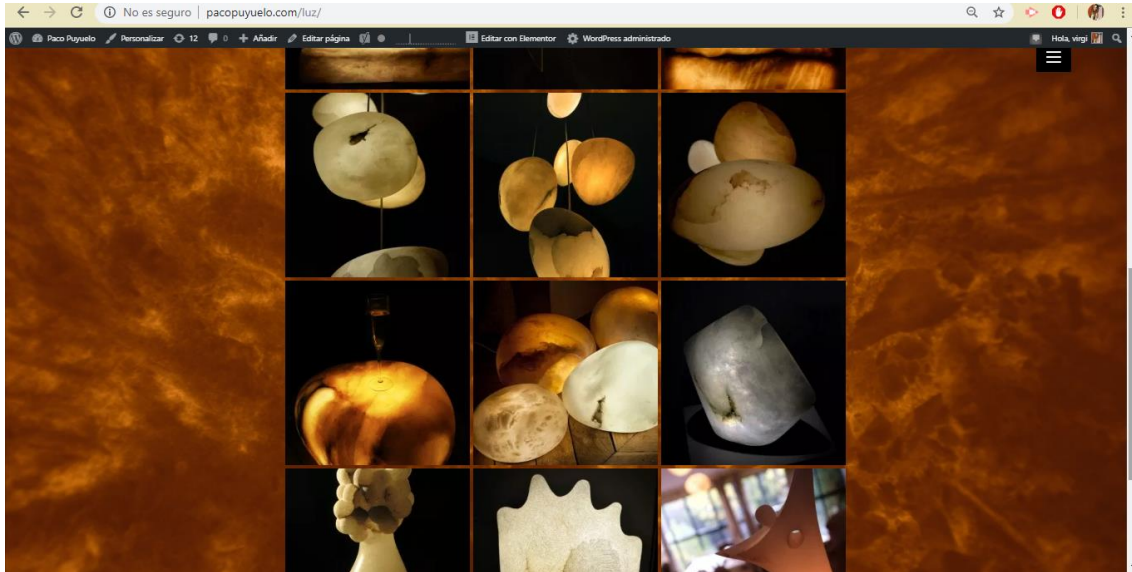 No es seguro | pacopuyuelo.com/luz/
Paco Puyuelo Personalizar 12 0 Añadir Editar página Editar con Elementor WordPress administrado Hola, virgi